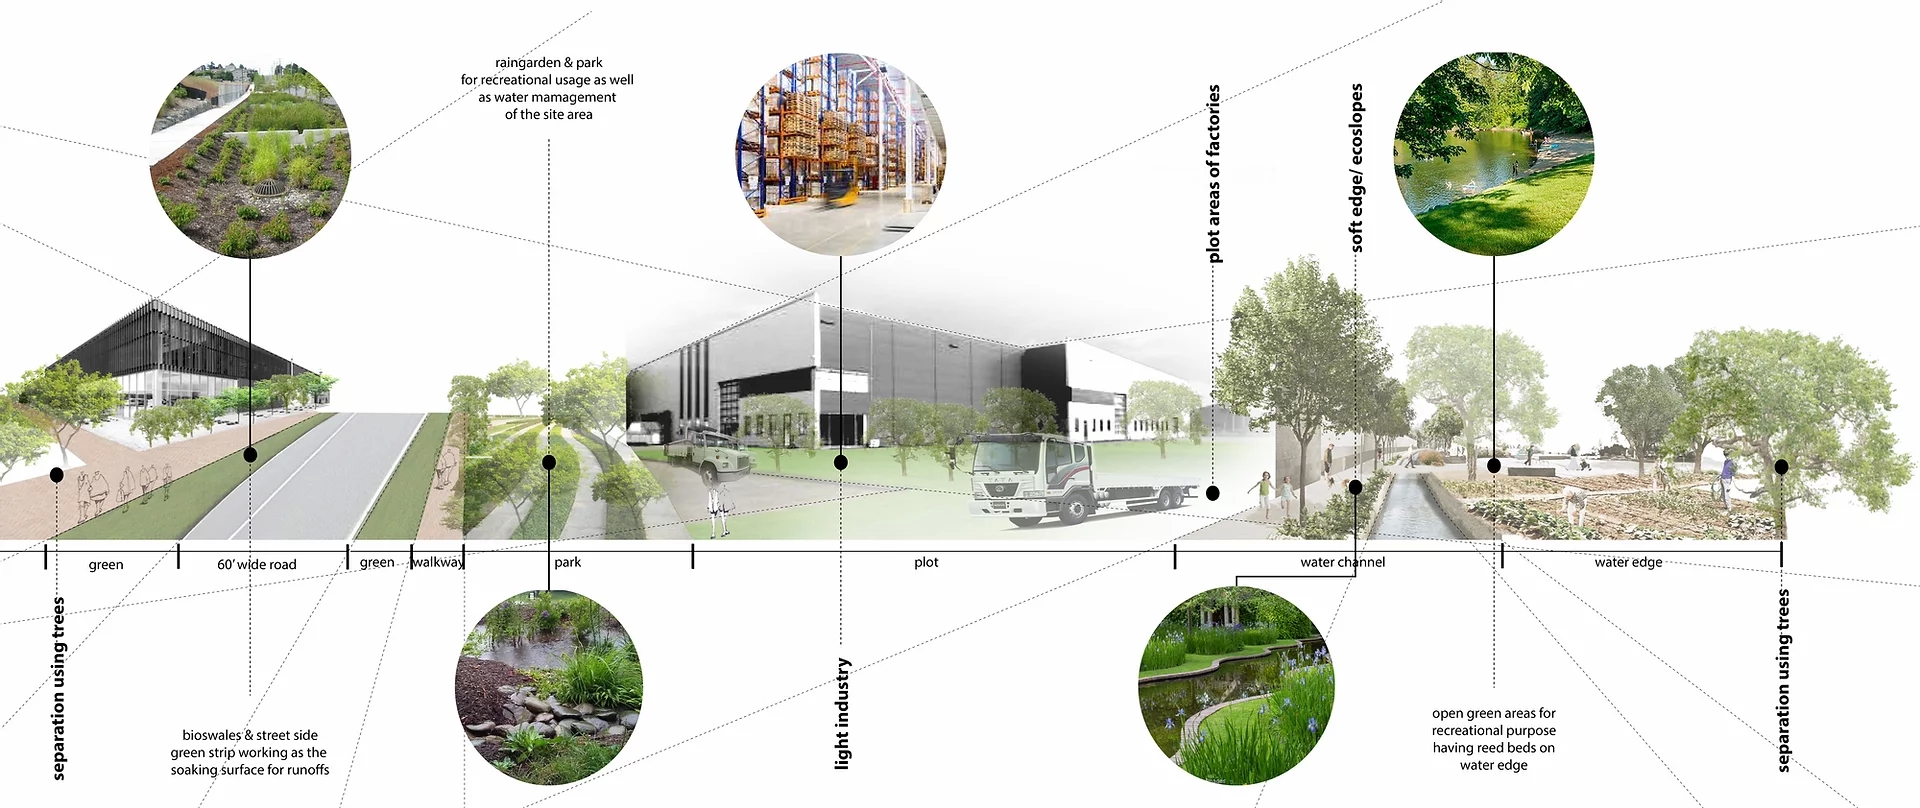 raingarden & park
for recreational usage as well
as water mamagement
of the site area
plot areas of factories
soft edge/ ecoslopes
TATA
green
60' wide road
green
walkway
park
plot
water channel
water edge
separation using trees
bioswales & street side
green strip working as the
soaking surface for runoffs
light industry
open green areas for
recreational purpose
having reed beds on
water edge
separation using trees